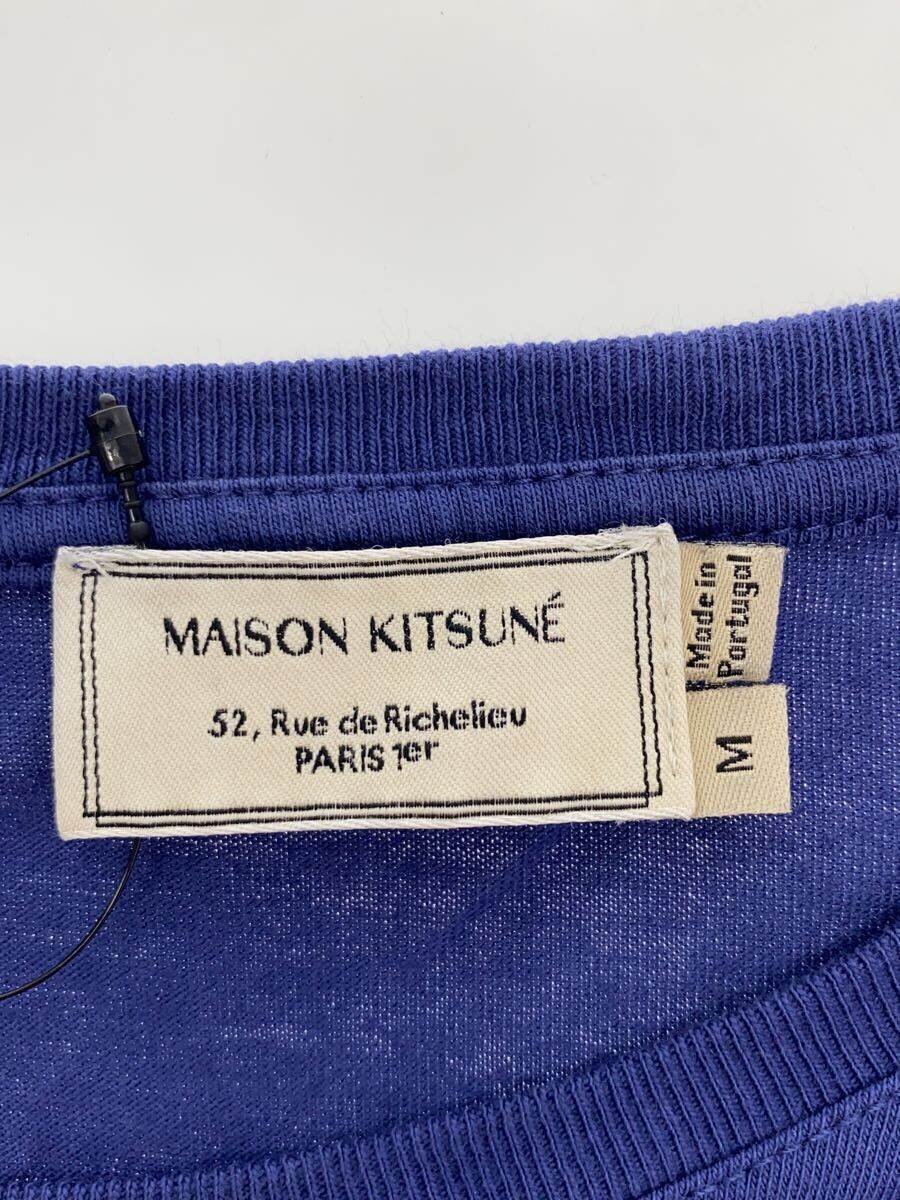 MAISON KITSUNÉ
52, Rue de Richelieu
PARIS 1er
Made in
Portugal
M